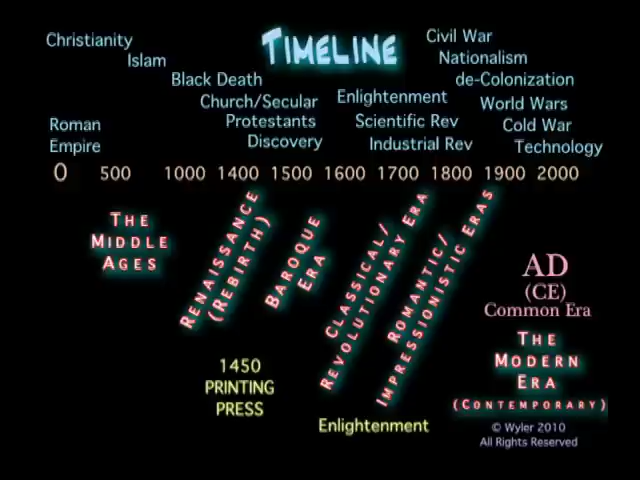 TIMELINE
Christianity
Islam
Black Death
Church/Secular
Protestants
Discovery
Roman
Empire
Enlightenment
Scientific Rev
Industrial Rev
Civil War
Nationalism
de-Colonization
World Wars
Cold War
Technology
0 500 1000 1400 1500 1600 1700 1800 1900 2000
THE
MIDDLE
AGES
RENAISSANCE
(REBIRTH)
BAROQUE
ERA
CLASSICAL/
REVOLUTIONARY ERA
ROMANTIC/
IMPRESSIONISTIC ERAS
AD
(CE)
Common Era
THE
MODERN
ERA
(CONTEMPORARY)
1450
PRINTING
PRESS
Enlightenment
© Wyler 2010
All Rights Reserved